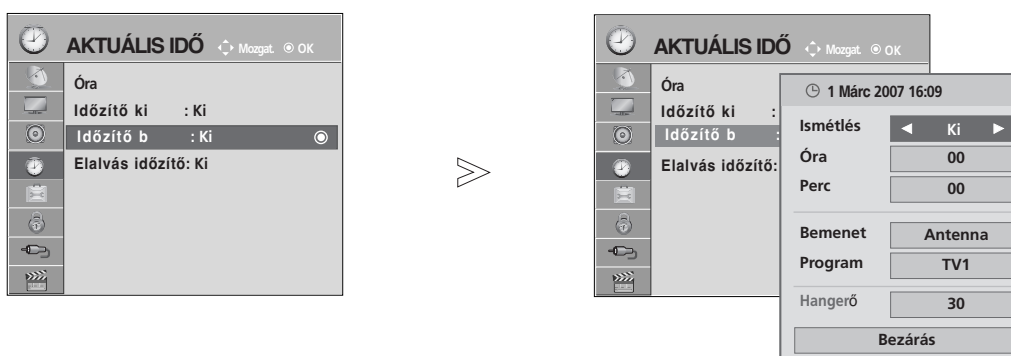 AKTUÁLIS IDŐ Mozgat. OK
Óra
Időzítő ki : Ki
Időzítő b : Ki
Elalvás időzítő: Ki
AKTUÁLIS IDŐ Mozgat. OK
Óra
Időzítő ki :
Időzítő b :
Elalvás időzítő:
1 Márc 2007 16:09
Ismétlés Ki
Óra 00
Perc 00
Bemenet Antenna
Program TV1
Hangerő 30
Bezárás